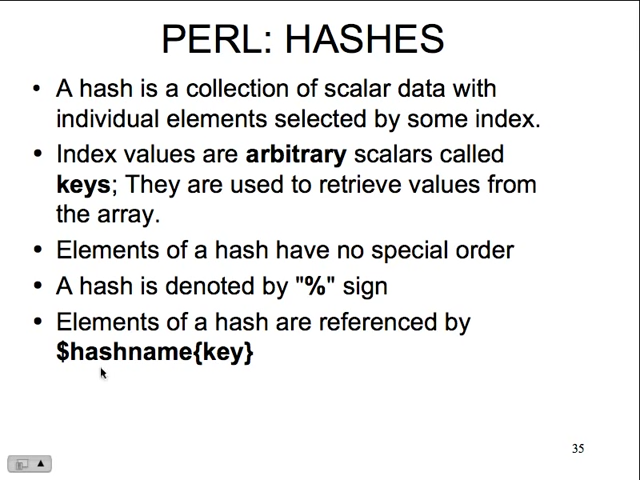 PERL: HASHES
• A hash is a collection of scalar data with
individual elements selected by some index.
• Index values are arbitrary scalars called
keys; They are used to retrieve values from
the array.
• Elements of a hash have no special order
• A hash is denoted by "%" sign
• Elements of a hash are referenced by
$hashname{key}
35